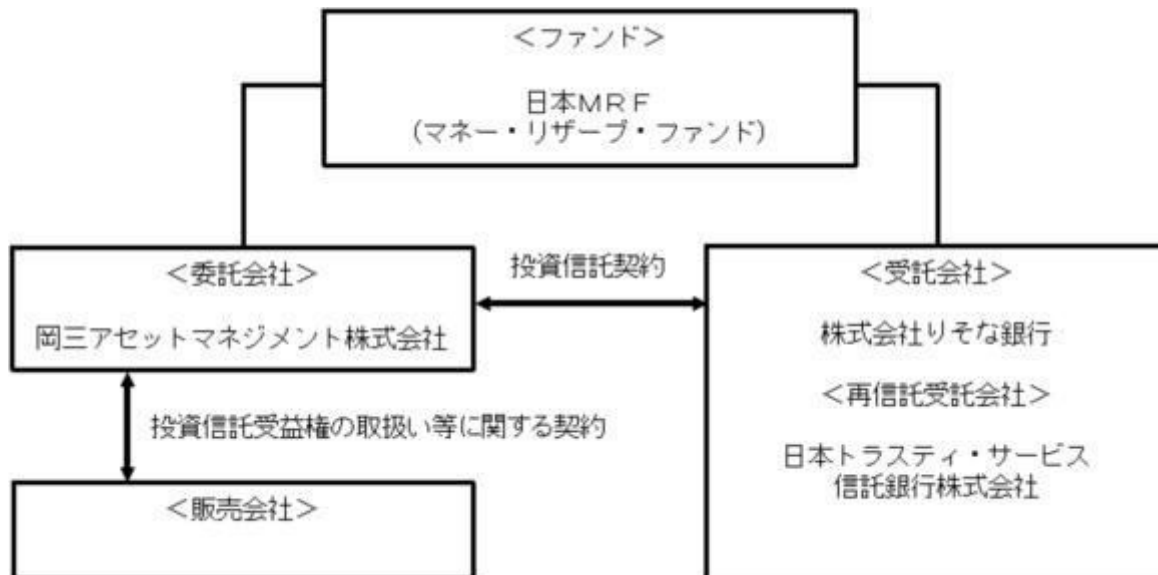 ＜ファンド＞
日本ＭＲＦ
（マネー・リザーブ・ファンド）
＜委託会社＞
岡三アセットマネジメント株式会社
投資信託契約
＜受託会社＞
株式会社りそな銀行
＜再信託受託会社＞
日本トラスティ・サービス
信託銀行株式会社
投資信託受益権の取扱い等に関する契約
＜販売会社＞